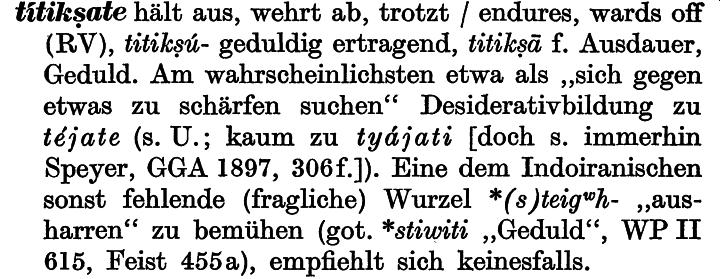 títikṣate hält aus, wehrt ab, trotzt / endures, wards off
(RV), titikṣú- geduldig ertragend, titikṣā f. Ausdauer,
Geduld. Am wahrscheinlichsten etwa als „sich gegen
etwas zu schärfen suchen“ Desiderativbildung zu
téjate (s. U.; kaum zu tyájati [doch s. immerhin
Speyer, GGA 1897, 306f.]). Eine dem Indoiranischen
sonst fehlende (fragliche) Wurzel *(s)teigʷh- „aus-
harren“ zu bemühen (got. *stiwiti „Geduld“, WP II
615, Feist 455a), empfiehlt sich keinesfalls.